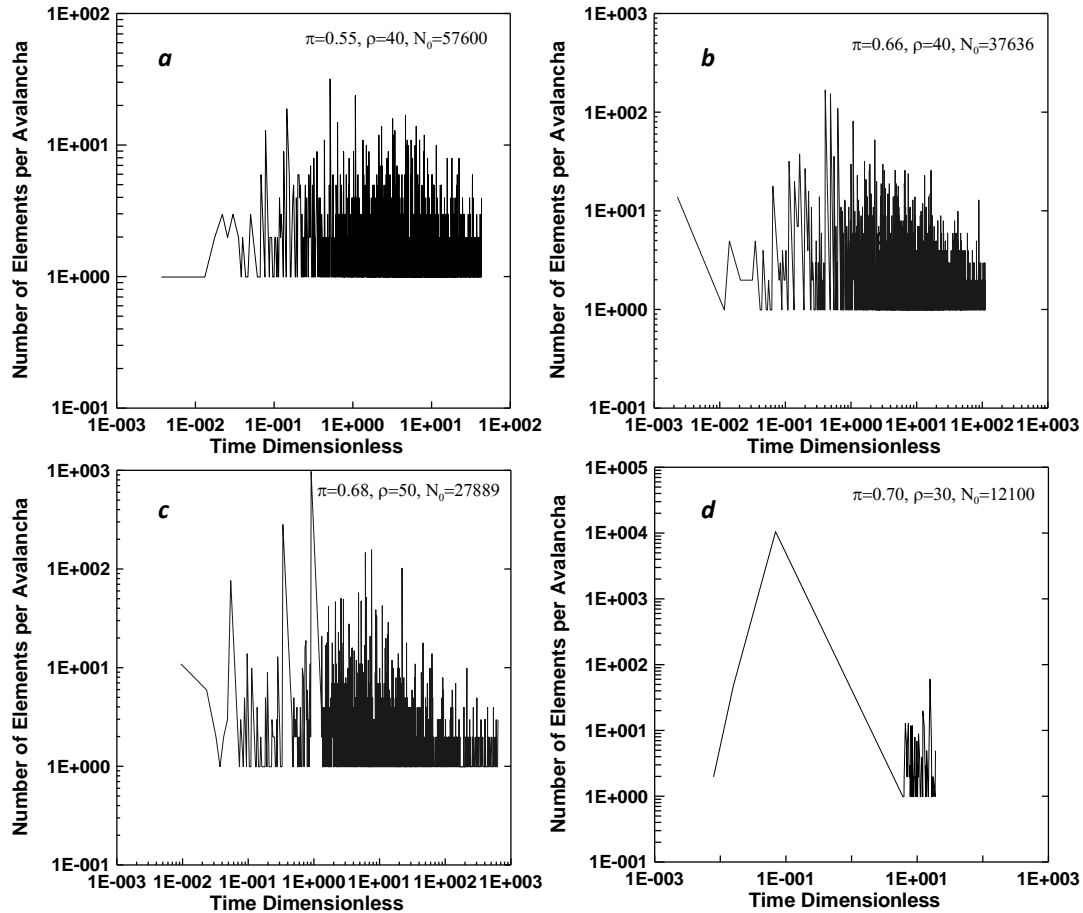 1E+002
π=0.55, ρ=40, N₀=57600
a
1E+001
1E+000
1E-001
Number of Elements per Avalancha
1E-003 1E-002 1E-001 1E+000 1E+001 1E+002
Time Dimensionless
1E+003
π=0.66, ρ=40, N₀=37636
b
1E+002
1E+001
1E+000
1E-001
Number of Elements per Avalancha
1E-003 1E-002 1E-001 1E+000 1E+001 1E+002 1E+003
Time Dimensionless
1E+003
π=0.68, ρ=50, N₀=27889
c
1E+002
1E+001
1E+000
1E-001
Number of Elements per Avalancha
1E-003 1E-002 1E-001 1E+000 1E+001 1E+002 1E+003
Time Dimensionless
1E+005
π=0.70, ρ=30, N₀=12100
d
1E+004
1E+003
1E+002
1E+001
1E+000
1E-001
Number of Elements per Avalancha
1E-003 1E-001 1E+001 1E+003
Time Dimensionless